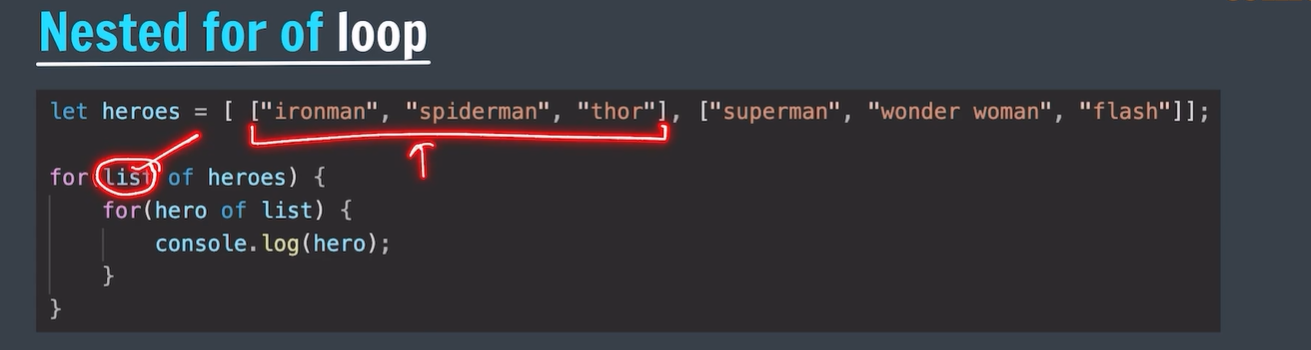 Nested for of loop
let heroes = [ ["ironman", "spiderman", "thor"], ["superman", "wonder woman", "flash"]];
for(list of heroes) {
    for(hero of list) {
        console.log(hero);
    }
}